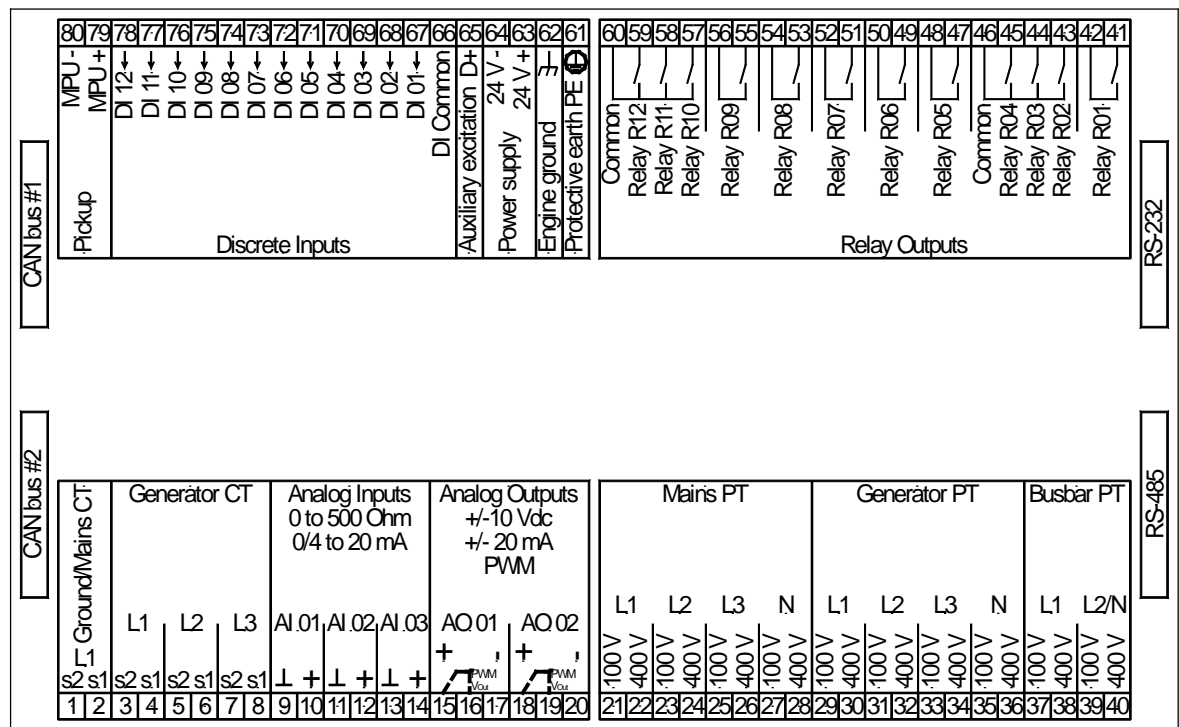 80 79 78 77 76 75 74 73 72 71 70 69 68 67 66 65 64 63 62 61
60 59 58 57 56 55 54 53 52 51 50 49 48 47 46 45 44 43 42 41
MPU -
MPU +
Pickup
DI 12
DI 11
DI 10
DI 09
DI 08
DI 07
DI 06
DI 05
DI 04
DI 03
DI 02
DI 01
DI Common
Discrete Inputs
Auxiliary excitation D+
24 V -
24 V +
Power supply
Engine ground
Protective earth PE
Common
Relay R12
Relay R11
Relay R10
Relay R09
Relay R08
Relay R07
Relay R06
Relay R05
Common
Relay R04
Relay R03
Relay R02
Relay R01
Relay Outputs
CAN bus #1
RS-232
CAN bus #2
RS-485
L1 Ground/Mains CT
s2 s1
Generator CT
L1 L2 L3
s2 s1 s2 s1 s2 s1
Analog Inputs
0 to 500 Ohm
0/4 to 20 mA
AI 01 AI 02 AI 03
⊥ + ⊥ + ⊥ +
Analog Outputs
+/-10 Vdc
+/- 20 mA
PWM
AO 01 AO 02
+ - + -
PWM PWM
VOut VOut
Mains PT
L1 L2 L3 N
100 V 400 V 100 V 400 V 100 V 400 V 100 V 400 V
Generator PT
L1 L2 L3 N
100 V 400 V 100 V 400 V 100 V 400 V 100 V 400 V
Busbar PT
L1 L2/N
100 V 400 V 100 V 400 V
1 2 3 4 5 6 7 8 9 10 11 12 13 14 15 16 17 18 19 20
21 22 23 24 25 26 27 28 29 30 31 32 33 34 35 36 37 38 39 40